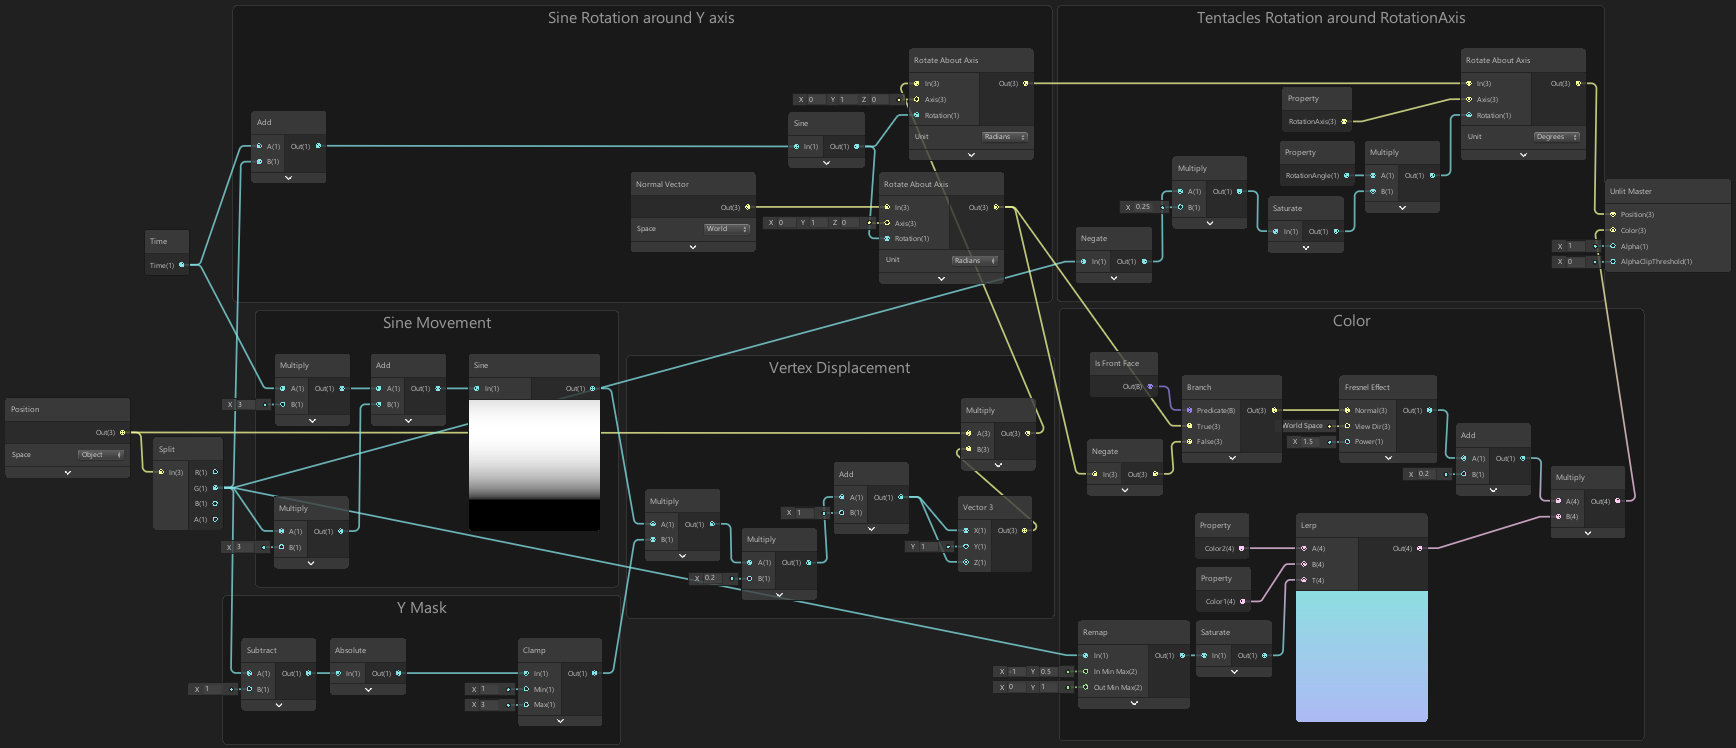 Sine Rotation around Y axis
Add
A(1) Out(1)
B(1)
Time
Time(1)
Normal Vector
Out(3)
Space World
Sine
In(1) Out(1)
X 0 Y 1 Z 0
Rotate About Axis
In(3) Out(3)
Axis(3)
Rotation(1)
Unit Radians
X 0 Y 1 Z 0
Rotate About Axis
In(3) Out(3)
Axis(3)
Rotation(1)
Unit Radians
Tentacles Rotation around RotationAxis
Negate
In(1) Out(1)
X 0.25
Multiply
A(1) Out(1)
B(1)
Saturate
In(1) Out(1)
Property
RotationAxis(3)
Property
RotationAngle(1)
Multiply
A(1) Out(1)
B(1)
Rotate About Axis
In(3) Out(3)
Axis(3)
Rotation(1)
Unit Degrees
Unlit Master
Position(3)
Color(3)
X 1 Alpha(1)
X 0 AlphaClipThreshold(1)
Position
Out(3)
Space Object
Split
In(3) R(1)
G(1)
B(1)
A(1)
Sine Movement
Multiply
A(1) Out(1)
X 3 B(1)
Add
A(1) Out(1)
B(1)
Sine
In(1) Out(1)
Multiply
A(1) Out(1)
X 3 B(1)
Y Mask
Subtract
A(1) Out(1)
X 1 B(1)
Absolute
In(1) Out(1)
Clamp
In(1) Out(1)
X 1 Min(1)
X 3 Max(1)
Vertex Displacement
Multiply
A(1) Out(1)
B(1)
Multiply
A(1) Out(1)
X 0.2 B(1)
Add
A(1) Out(1)
X 1 B(1)
Vector 3
X(1) Out(3)
Y 1 Y(1)
Z(1)
Multiply
A(3) Out(3)
B(3)
Color
Is Front Face
Out(B)
Negate
In(3) Out(3)
Branch
Predicate(B) Out(3)
True(3)
False(3)
Fresnel Effect
Normal(3) Out(1)
World Space View Dir(3)
X 1.5 Power(1)
Add
A(1) Out(1)
X 0.2 B(1)
Multiply
A(4) Out(4)
B(4)
Property
Color2(4)
Property
Color1(4)
Lerp
A(4) Out(4)
B(4)
T(4)
Remap
In(1) Out(1)
X -1 Y 0.5 In Min Max(2)
X 0 Y 1 Out Min Max(2)
Saturate
In(1) Out(1)